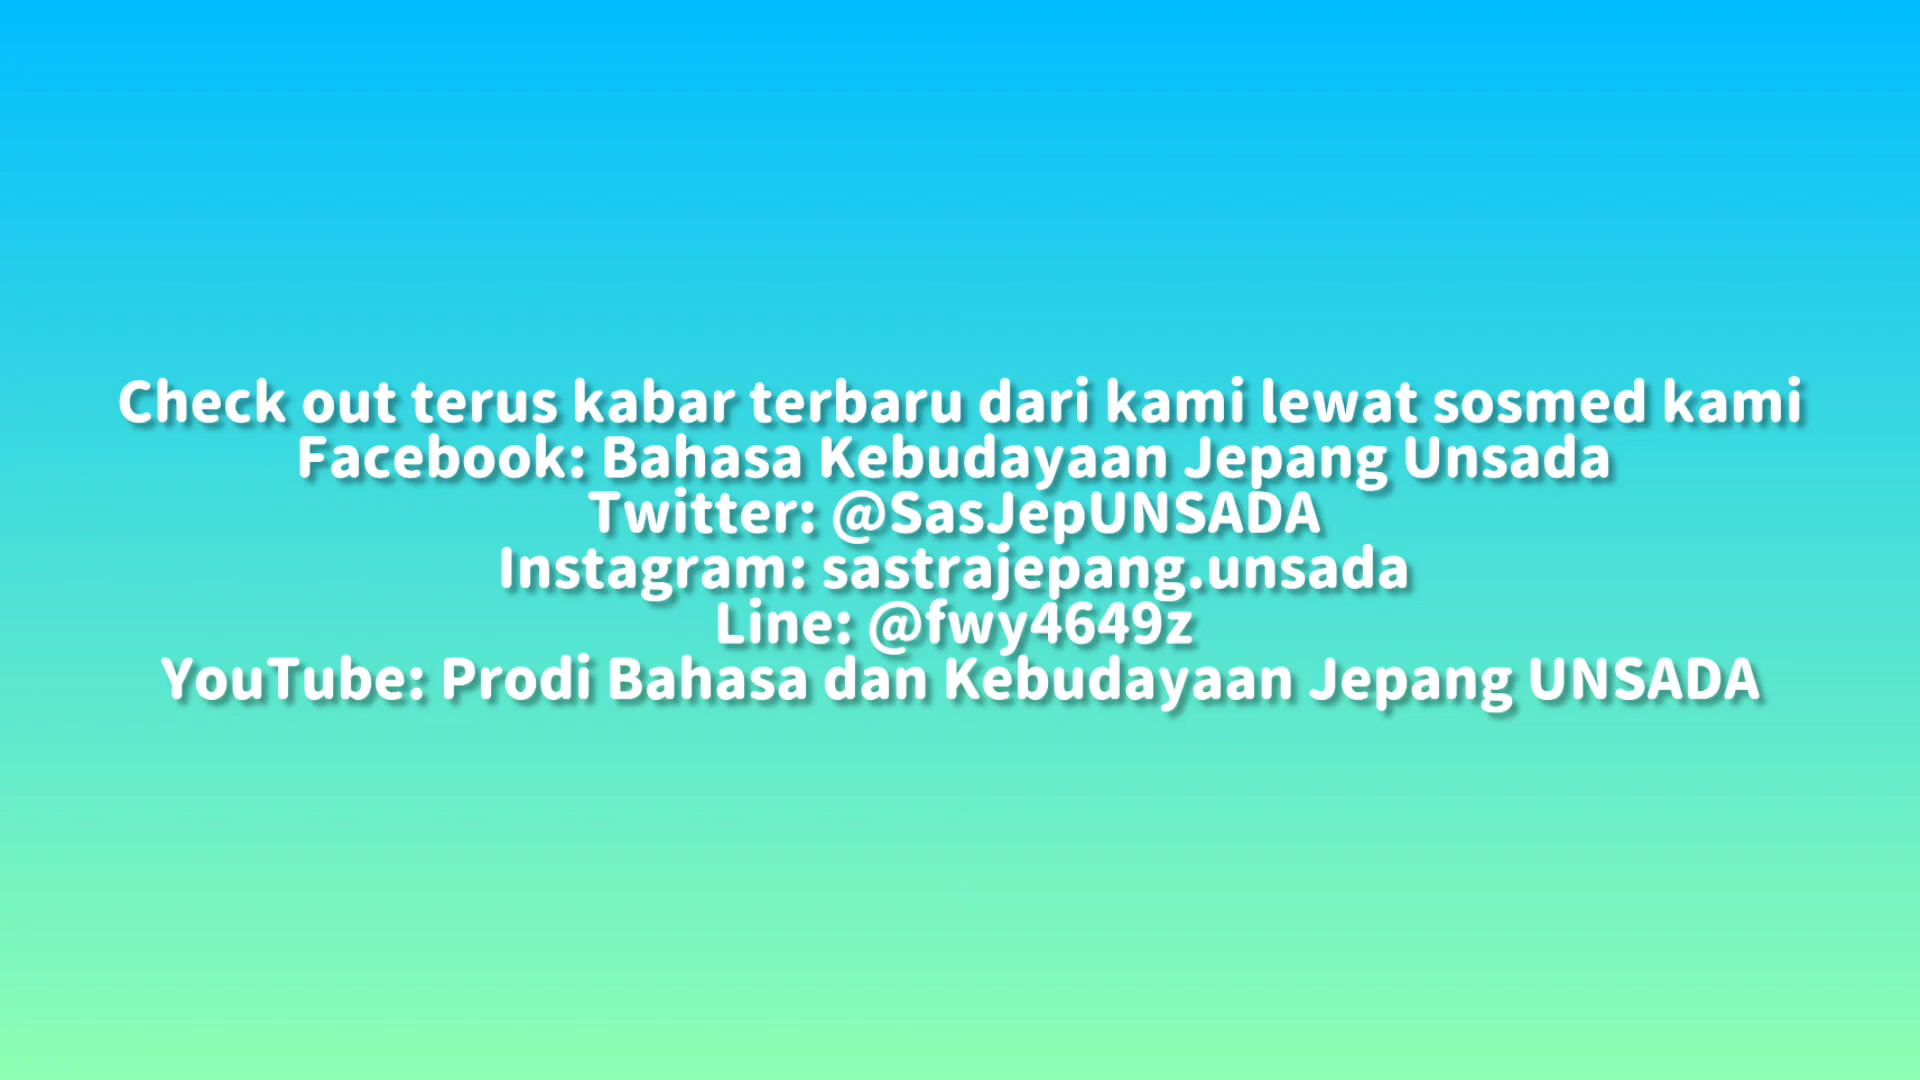 Check out terus kabar terbaru dari kami lewat sosmed kami
Facebook: Bahasa Kebudayaan Jepang Unsada
Twitter: @SasJepUNSADA
Instagram: sastrajepang.unsada
Line: @fwy4649z
YouTube: Prodi Bahasa dan Kebudayaan Jepang UNSADA